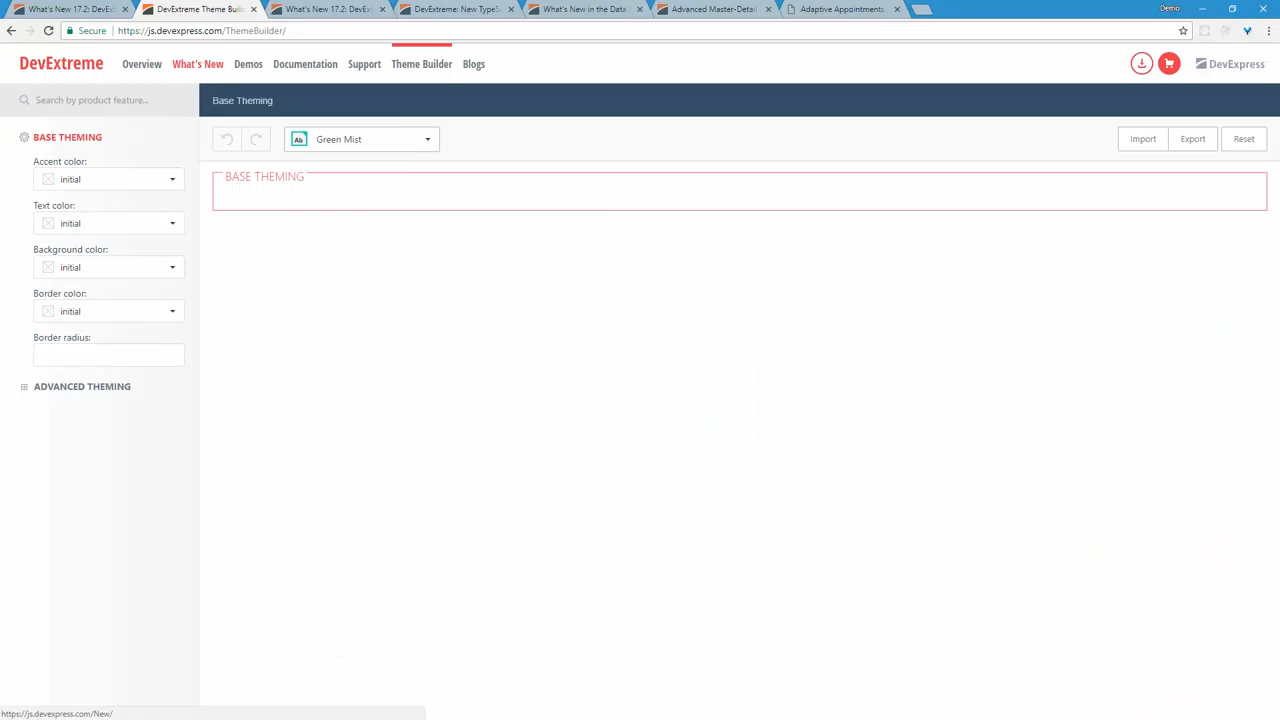 What's New 17.2: DevEx
DevExtreme Theme Buil
What's New 17.2: DevEx
DevExtreme: New TypeS
What's New in the Data
Advanced Master-Detail
Adaptive Appointments
Demo
Secure
https://js.devexpress.com/ThemeBuilder/
DevExtreme
Overview
What's New
Demos
Documentation
Support
Theme Builder
Blogs
DevExpress
Search by product feature...
Base Theming
BASE THEMING
Accent color:
initial
Text color:
initial
Background color:
initial
Border color:
initial
Border radius:
ADVANCED THEMING
Ab
Green Mist
Import
Export
Reset
BASE THEMING
https://js.devexpress.com/New/